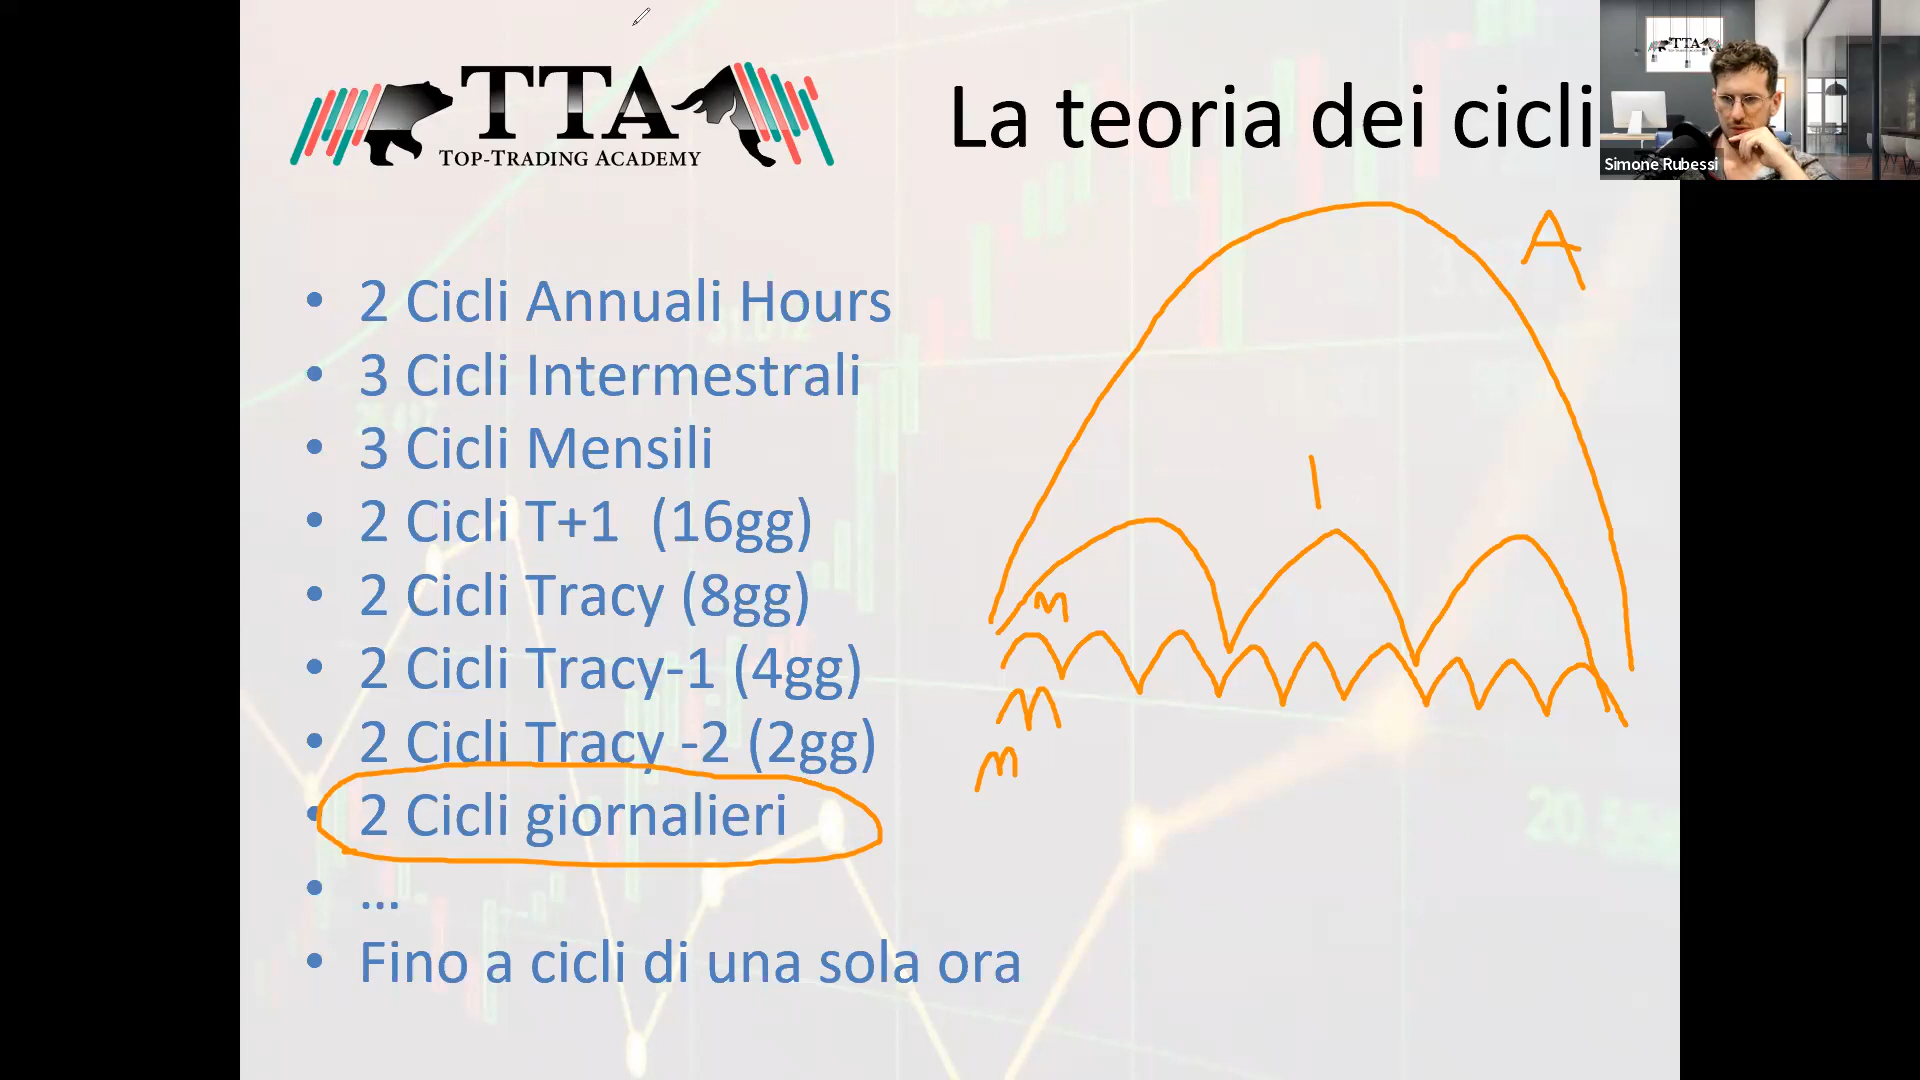 TTA
TOP-TRADING ACADEMY
La teoria dei cicli
TTA
Simone Rubessi
• 2 Cicli Annuali Hours
• 3 Cicli Intermestrali
• 3 Cicli Mensili
• 2 Cicli T+1 (16gg)
• 2 Cicli Tracy (8gg)
• 2 Cicli Tracy-1 (4gg)
• 2 Cicli Tracy -2 (2gg)
• 2 Cicli giornalieri
• ...
• Fino a cicli di una sola ora
A
I
M